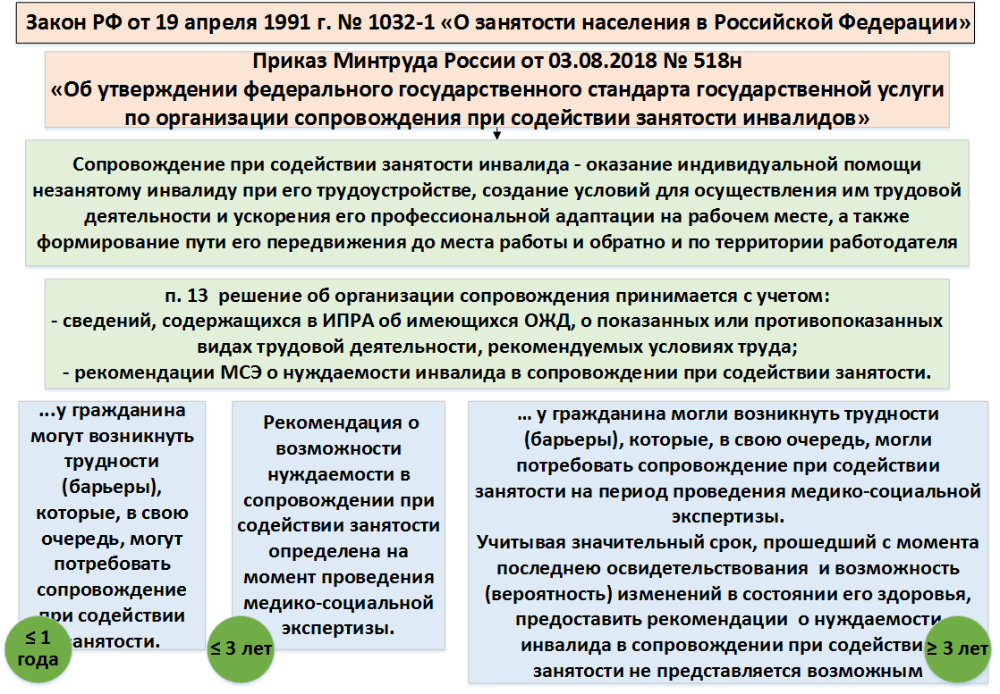 Закон РФ от 19 апреля 1991 г. № 1032-1 «О занятости населения в Российской Федерации»
Приказ Минтруда России от 03.08.2018 № 518н
«Об утверждении федерального государственного стандарта государственной услуги
по организации сопровождения при содействии занятости инвалидов»
Сопровождение при содействии занятости инвалида - оказание индивидуальной помощи
незанятому инвалиду при его трудоустройстве, создание условий для осуществления им трудовой
деятельности и ускорения его профессиональной адаптации на рабочем месте, а также
формирование пути его передвижения до места работы и обратно и по территории работодателя
п. 13 решение об организации сопровождения принимается с учетом:
- сведений, содержащихся в ИПРА об имеющихся ОЖД, о показанных или противопоказанных
видах трудовой деятельности, рекомендуемых условиях труда;
- рекомендации МСЭ о нуждаемости инвалида в сопровождении при содействии занятости.
...у гражданина
могут возникнуть
трудности
(барьеры),
которые, в свою
очередь, могут
потребовать
сопровождение
при содействии
занятости.
≤ 1
года
Рекомендация о
возможности
нуждаемости в
сопровождении при
содействии занятости
определена на
момент проведения
медико-социальной
экспертизы.
≤ 3 лет
... у гражданина могли возникнуть трудности
(барьеры), которые, в свою очередь, могли
потребовать сопровождение при содействии
занятости на период проведения медико-социальной
экспертизы.
Учитывая значительный срок, прошедший с момента
последнею освидетельствования и возможность
(вероятность) изменений в состоянии его здоровья,
предоставить рекомендации о нуждаемости
инвалида в сопровождении при содействи
занятости не представляется возможным
≥ 3 лет